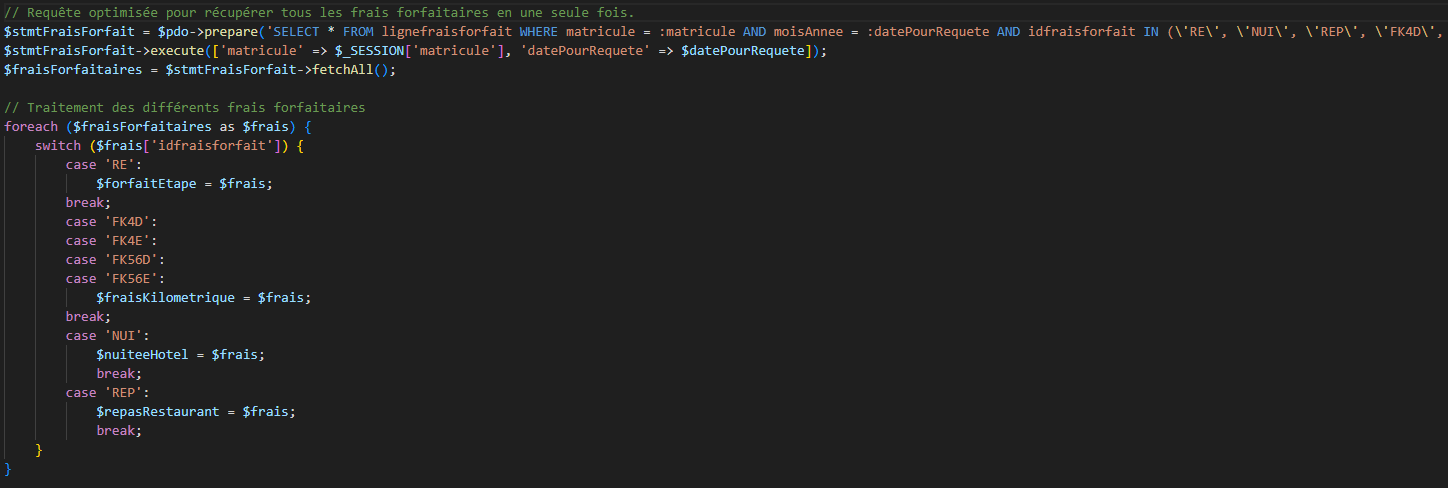 // Requête optimisée pour récupérer tous les frais forfaitaires en une seule fois.
$stmtFraisForfait = $pdo->prepare('SELECT * FROM lignefraisforfait WHERE matricule = :matricule AND moisAnnee = :datePourRequete AND idfraisforfait IN (\'RE\', \'NUI\', \'REP\', \'FK4D\',
$stmtFraisForfait->execute(['matricule' => $_SESSION['matricule'], 'datePourRequete' => $datePourRequete]);
$fraisForfaitaires = $stmtFraisForfait->fetchAll();
// Traitement des différents frais forfaitaires
foreach ($fraisForfaitaires as $frais) {
switch ($frais['idfraisforfait']) {
case 'RE':
$forfaitEtape = $frais;
break;
case 'FK4D':
case 'FK4E':
case 'FK56D':
case 'FK56E':
$fraisKilometrique = $frais;
break;
case 'NUI':
$nuiteeHotel = $frais;
break;
case 'REP':
$repasRestaurant = $frais;
break;
}
}